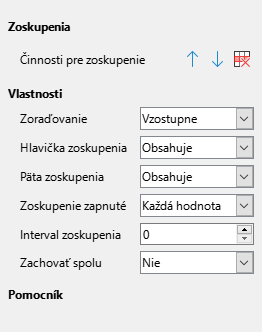 Zoskupenia
Činnosti pre zoskupenie
Vlastnosti
Zoraďovanie Vzostupne
Hlavička zoskupenia Obsahuje
Päta zoskupenia Obsahuje
Zoskupenie zapnuté Každá hodnota
Interval zoskupenia 0
Zachovať spolu Nie
Pomocník